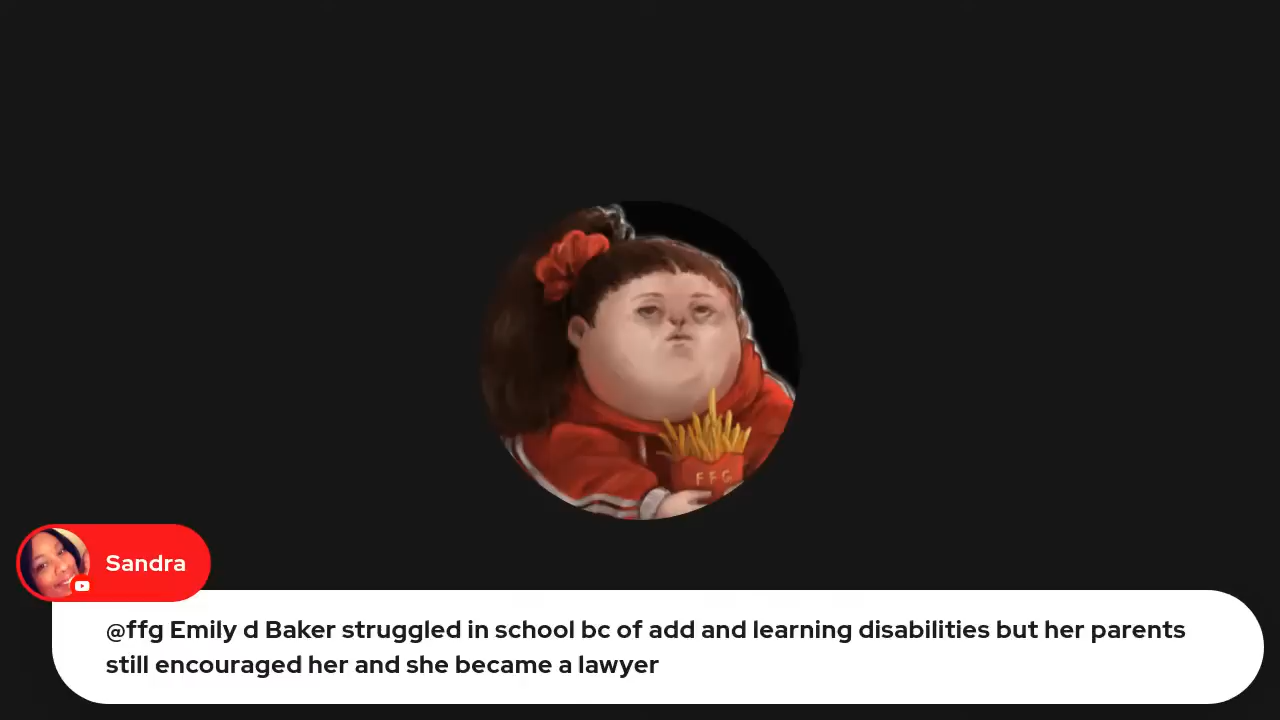 FFG
Sandra
@ffg Emily d Baker struggled in school bc of add and learning disabilities but her parents
still encouraged her and she became a lawyer